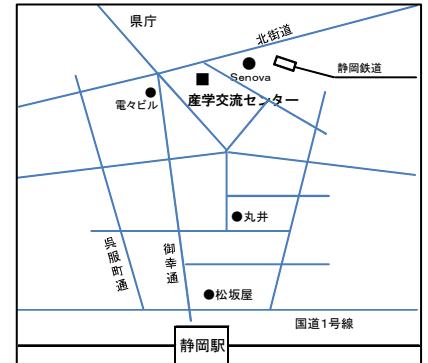 県庁
北街道
Senova
静岡鉄道
電々ビル
産学交流センター
丸井
呉服町通
御幸通
松坂屋
国道1号線
静岡駅